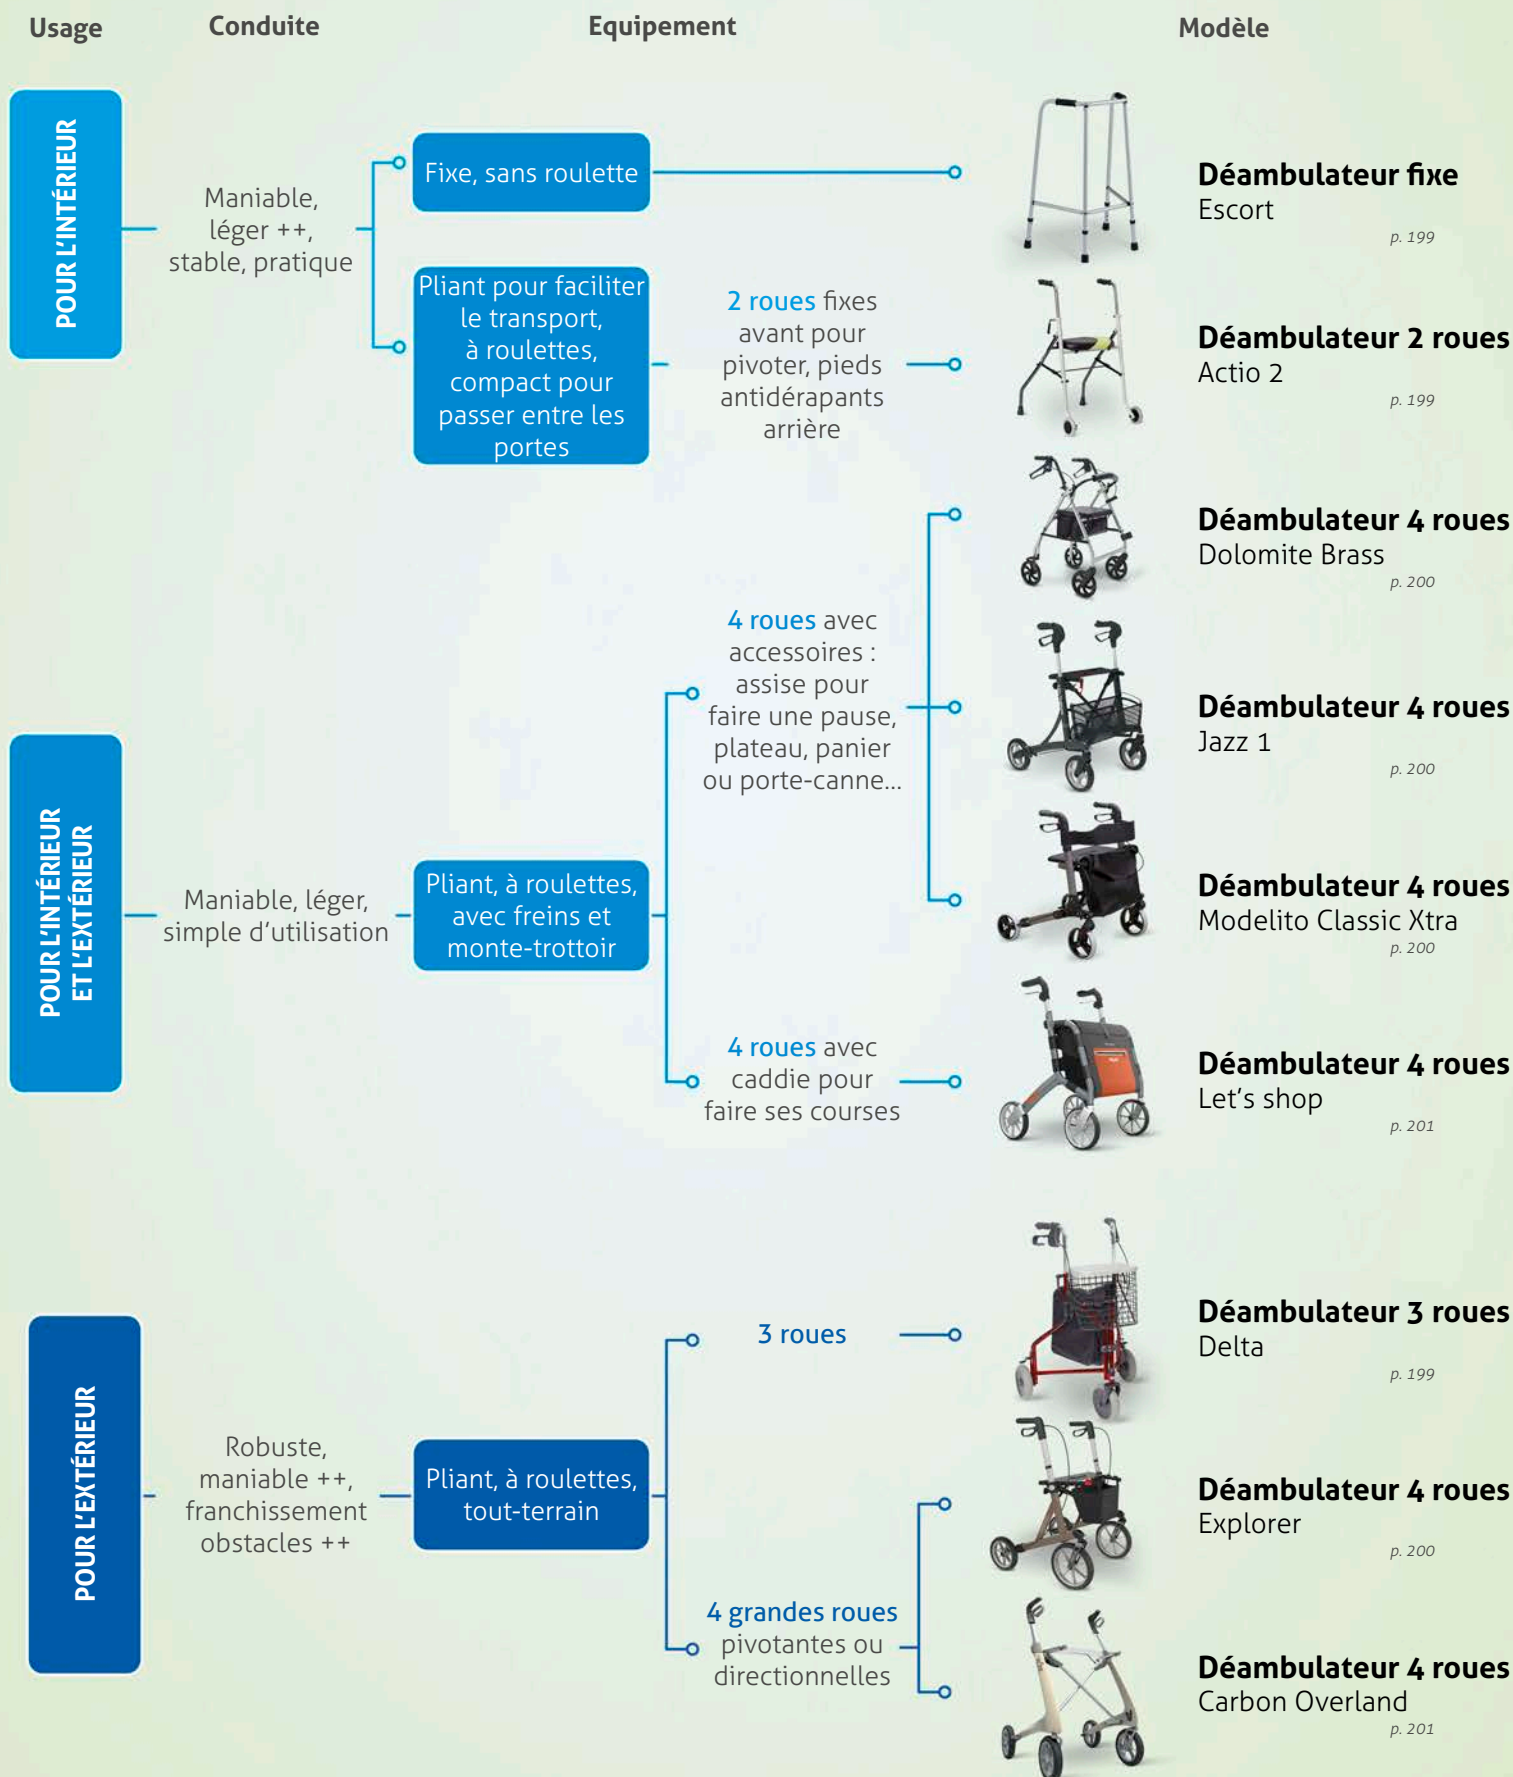 Usage
Conduite
Equipement
Modèle
POUR L'INTÉRIEUR
Maniable,
léger ++,
stable, pratique
Fixe, sans roulette
Déambulateur fixe
Escort
p. 199
Pliant pour faciliter
le transport,
à roulettes,
compact pour
passer entre les
portes
2 roues fixes
avant pour
pivoter, pieds
antidérapants
arrière
Déambulateur 2 roues
Actio 2
p. 199
POUR L'INTÉRIEUR
ET L'EXTÉRIEUR
Maniable, léger,
simple d'utilisation
Pliant, à roulettes,
avec freins et
monte-trottoir
4 roues avec
accessoires :
assise pour
faire une pause,
plateau, panier
ou porte-canne...
Déambulateur 4 roues
Dolomite Brass
p. 200
Déambulateur 4 roues
Jazz 1
p. 200
Déambulateur 4 roues
Modelito Classic Xtra
p. 200
4 roues avec
caddie pour
faire ses courses
Déambulateur 4 roues
Let's shop
p. 201
POUR L'EXTÉRIEUR
Robuste,
maniable ++,
franchissement
obstacles ++
Pliant, à roulettes,
tout-terrain
3 roues
Déambulateur 3 roues
Delta
p. 199
4 grandes roues
pivotantes ou
directionnelles
Déambulateur 4 roues
Explorer
p. 200
Déambulateur 4 roues
Carbon Overland
p. 201